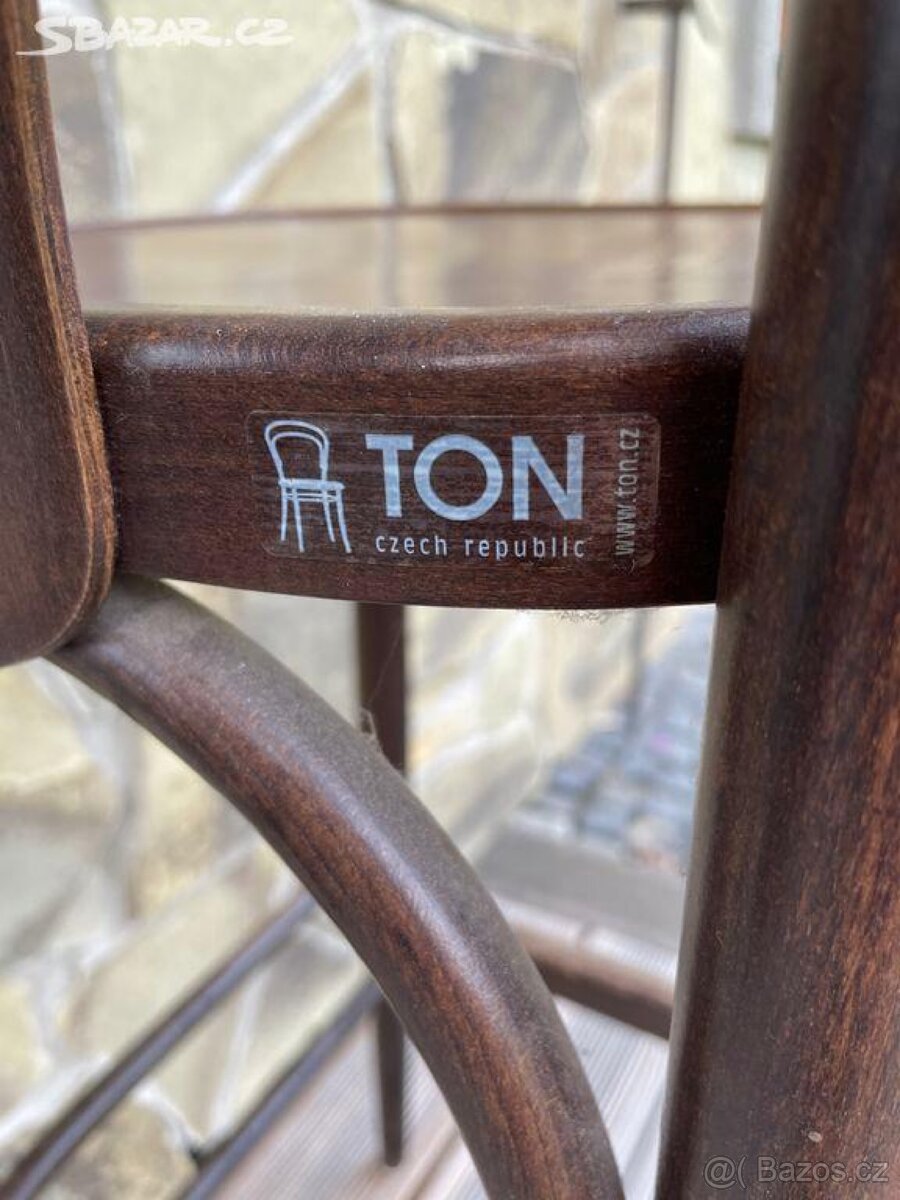 SBAZAR.CZ
TON
czech republic
www.ton.cz
@( Bazos.cz